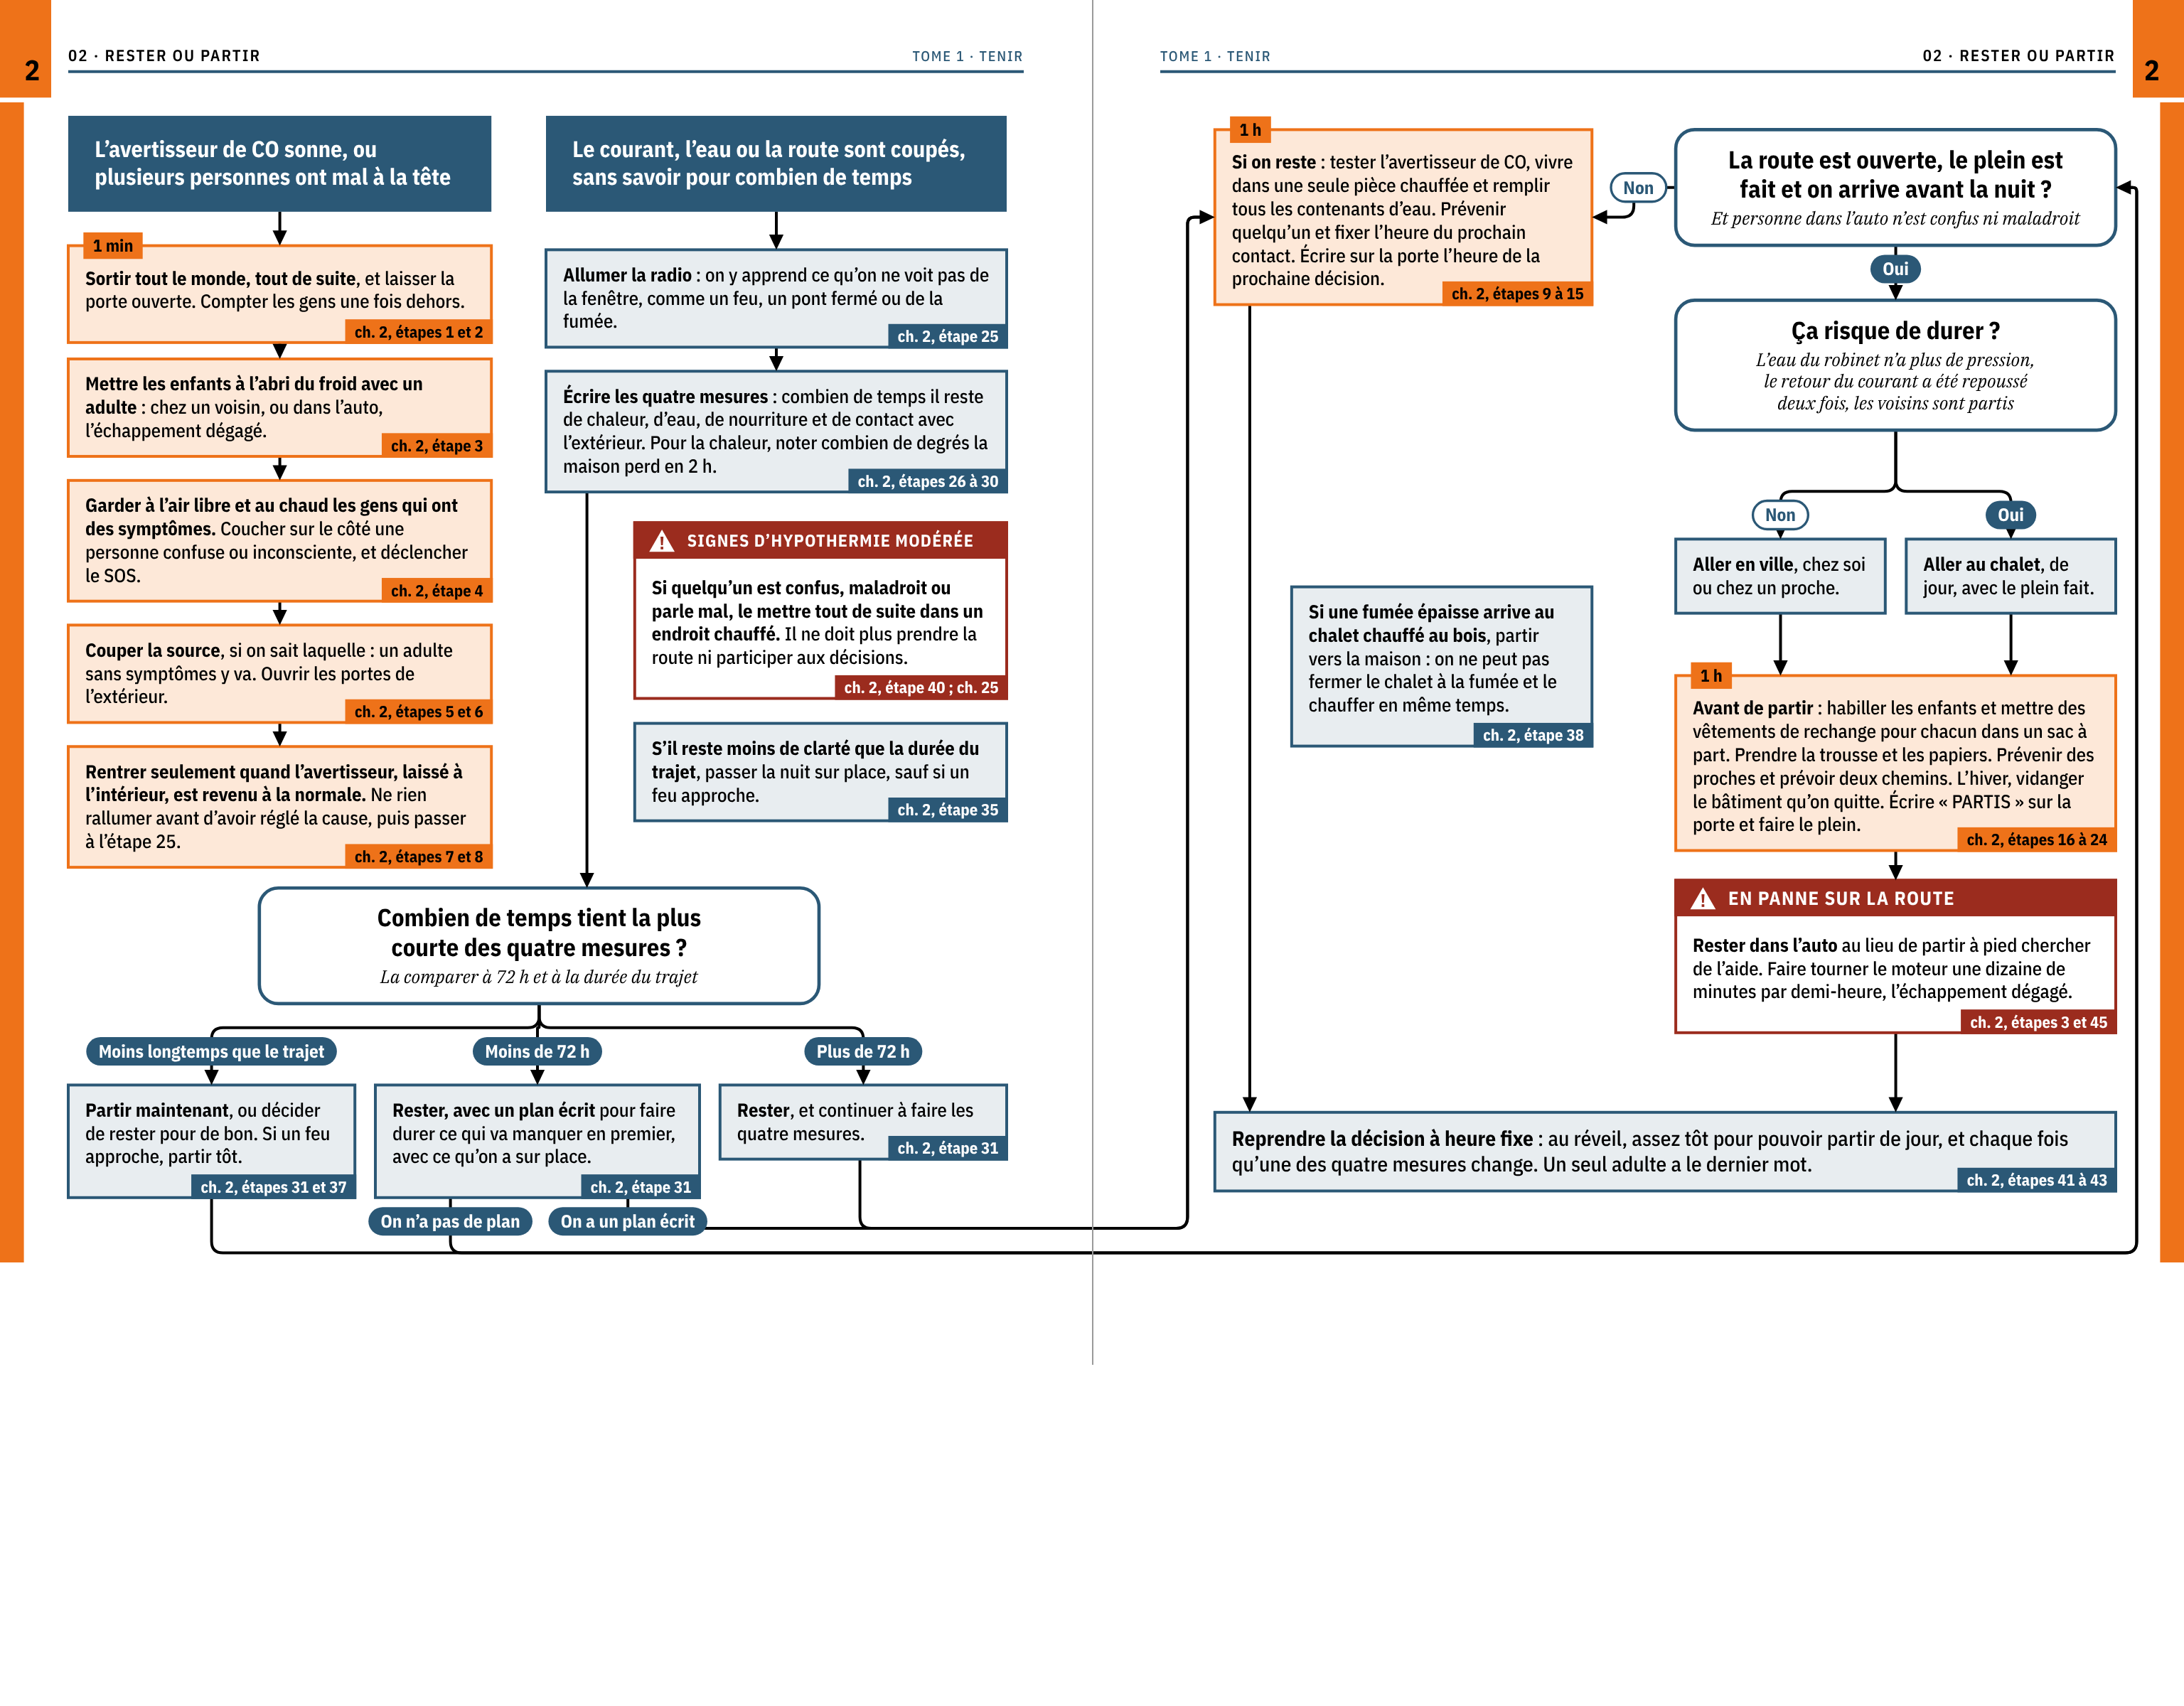 2
02 · RESTER OU PARTIR
TOME 1 · TENIR
L’avertisseur de CO sonne, ou
plusieurs personnes ont mal à la tête
1 min
Sortir tout le monde, tout de suite, et laisser la
porte ouverte. Compter les gens une fois dehors.
ch. 2, étapes 1 et 2
Mettre les enfants à l’abri du froid avec un
adulte : chez un voisin, ou dans l’auto,
l’échappement dégagé.
ch. 2, étape 3
Garder à l’air libre et au chaud les gens qui ont
des symptômes. Coucher sur le côté une
personne confuse ou inconsciente, et déclencher
le SOS.
ch. 2, étape 4
Couper la source, si on sait laquelle : un adulte
sans symptômes y va. Ouvrir les portes de
l’extérieur.
ch. 2, étapes 5 et 6
Rentrer seulement quand l’avertisseur, laissé à
l’intérieur, est revenu à la normale. Ne rien
rallumer avant d’avoir réglé la cause, puis passer
à l’étape 25.
ch. 2, étapes 7 et 8
Le courant, l’eau ou la route sont coupés,
sans savoir pour combien de temps
Allumer la radio : on y apprend ce qu’on ne voit pas de
la fenêtre, comme un feu, un pont fermé ou de la
fumée.
ch. 2, étape 25
Écrire les quatre mesures : combien de temps il reste
de chaleur, d’eau, de nourriture et de contact avec
l’extérieur. Pour la chaleur, noter combien de degrés la
maison perd en 2 h.
ch. 2, étapes 26 à 30
SIGNES D’HYPOTHERMIE MODÉRÉE
Si quelqu’un est confus, maladroit ou
parle mal, le mettre tout de suite dans un
endroit chauffé. Il ne doit plus prendre la
route ni participer aux décisions.
ch. 2, étape 40 ; ch. 25
S’il reste moins de clarté que la durée du
trajet, passer la nuit sur place, sauf si un
feu approche.
ch. 2, étape 35
Combien de temps tient la plus
courte des quatre mesures ?
La comparer à 72 h et à la durée du trajet
Moins longtemps que le trajet
Moins de 72 h
Plus de 72 h
Partir maintenant, ou décider
de rester pour de bon. Si un feu
approche, partir tôt.
ch. 2, étapes 31 et 37
Rester, avec un plan écrit pour faire
durer ce qui va manquer en premier,
avec ce qu’on a sur place.
ch. 2, étape 31
Rester, et continuer à faire les
quatre mesures.
ch. 2, étape 31
On n’a pas de plan
On a un plan écrit
TOME 1 · TENIR
02 · RESTER OU PARTIR
2
1 h
Si on reste : tester l’avertisseur de CO, vivre
dans une seule pièce chauffée et remplir
tous les contenants d’eau. Prévenir
quelqu’un et fixer l’heure du prochain
contact. Écrire sur la porte l’heure de la
prochaine décision.
ch. 2, étapes 9 à 15
Non
La route est ouverte, le plein est
fait et on arrive avant la nuit ?
Et personne dans l’auto n’est confus ni maladroit
Oui
Ça risque de durer ?
L’eau du robinet n’a plus de pression,
le retour du courant a été repoussé
deux fois, les voisins sont partis
Non
Oui
Aller en ville, chez soi
ou chez un proche.
Aller au chalet, de
jour, avec le plein fait.
Si une fumée épaisse arrive au
chalet chauffé au bois, partir
vers la maison : on ne peut pas
fermer le chalet à la fumée et le
chauffer en même temps.
ch. 2, étape 38
1 h
Avant de partir : habiller les enfants et mettre des
vêtements de rechange pour chacun dans un sac à
part. Prendre la trousse et les papiers. Prévenir des
proches et prévoir deux chemins. L’hiver, vidanger
le bâtiment qu’on quitte. Écrire « PARTIS » sur la
porte et faire le plein.
ch. 2, étapes 16 à 24
EN PANNE SUR LA ROUTE
Rester dans l’auto au lieu de partir à pied chercher
de l’aide. Faire tourner le moteur une dizaine de
minutes par demi-heure, l’échappement dégagé.
ch. 2, étapes 3 et 45
Reprendre la décision à heure fixe : au réveil, assez tôt pour pouvoir partir de jour, et chaque fois
qu’une des quatre mesures change. Un seul adulte a le dernier mot.
ch. 2, étapes 41 à 43